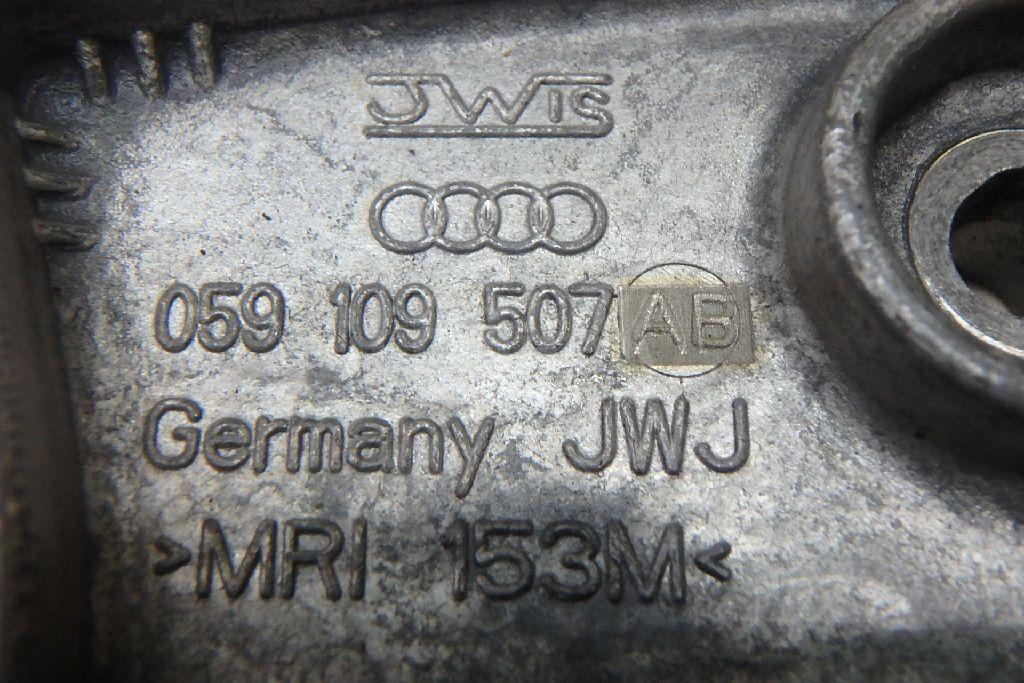 JWIS
059 109 507 AB
Germany JWJ
>MRI 153M<